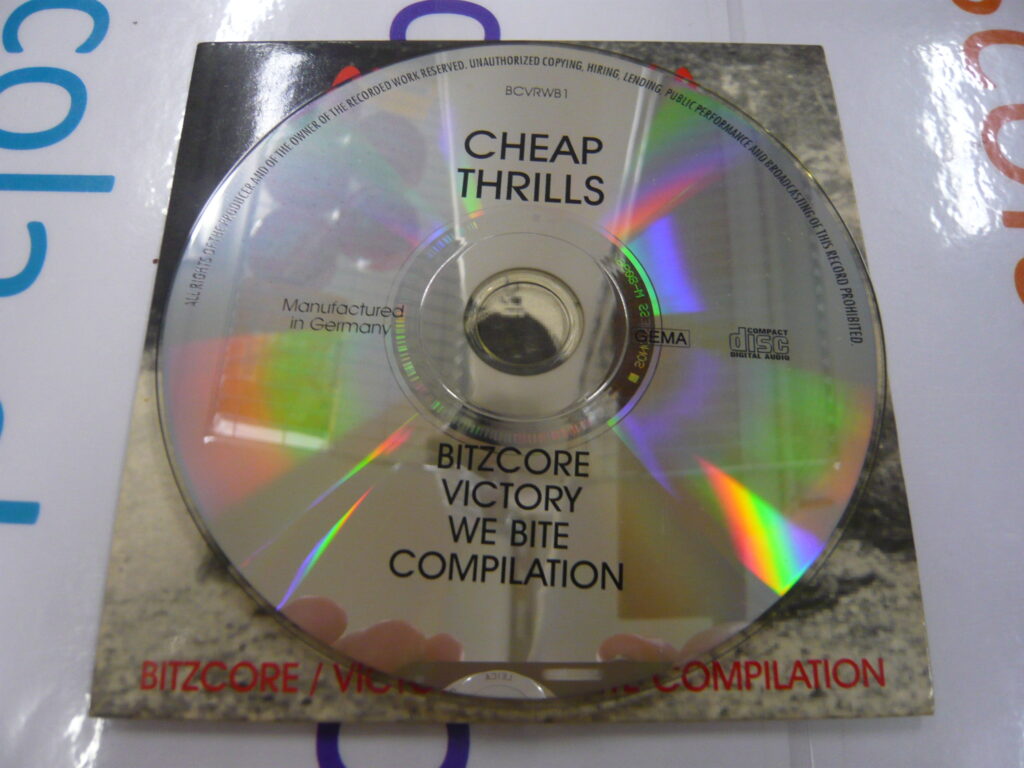 ALL RIGHTS OF THE PRODUCER AND OF THE OWNER OF THE RECORDED WORK RESERVED. UNAUTHORIZED COPYING, HIRING, LENDING, PUBLIC PERFORMANCE AND BROADCASTING OF THIS RECORD PROHIBITED.
BCVRWB1
CHEAP
THRILLS
Manufactured
in Germany
GEMA
COMPACT
disc
DIGITAL AUDIO
BITZCORE
VICTORY
WE BITE
COMPILATION
BITZCORE / COMPILATION